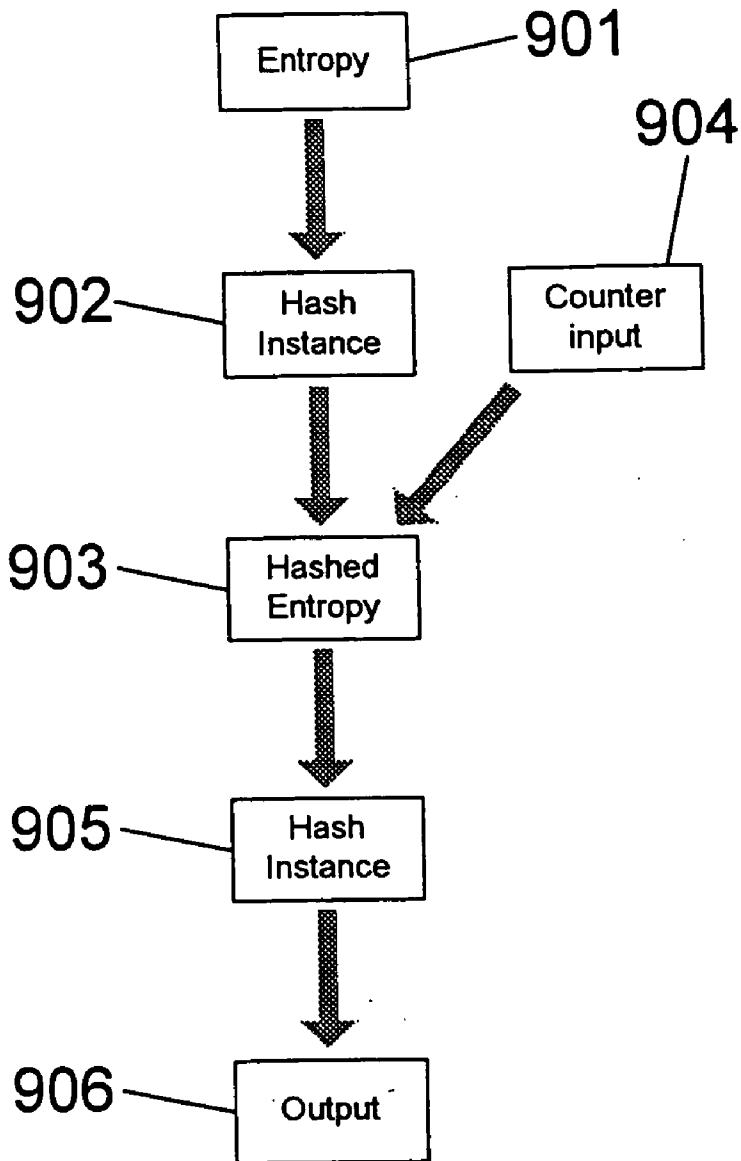 Entropy
901
904
902
Hash
Instance
Counter
input
903
Hashed
Entropy
905
Hash
Instance
906
Output